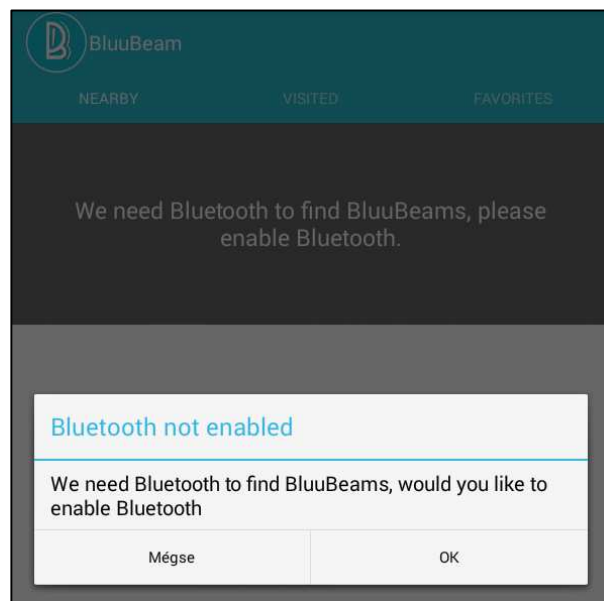 BluuBeam
NEARBY VISITED FAVORITES
We need Bluetooth to find BluuBeams, please
enable Bluetooth.
Bluetooth not enabled
We need Bluetooth to find BluuBeams, would you like to
enable Bluetooth
Mégse OK